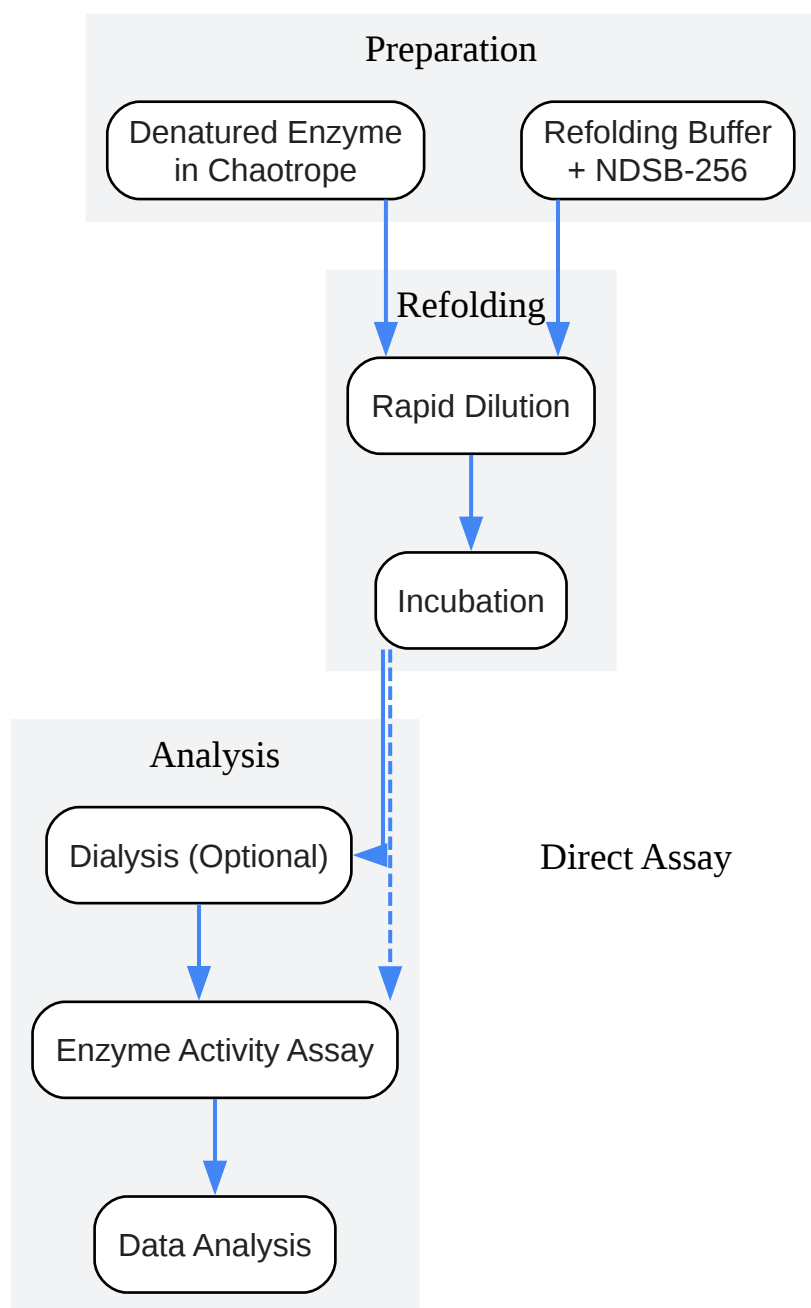 Preparation
Denatured Enzyme
in Chaotrope
Refolding Buffer
+ NDSB-256
Refolding
Rapid Dilution
Incubation
Analysis
Dialysis (Optional)
Direct Assay
Enzyme Activity Assay
Data Analysis